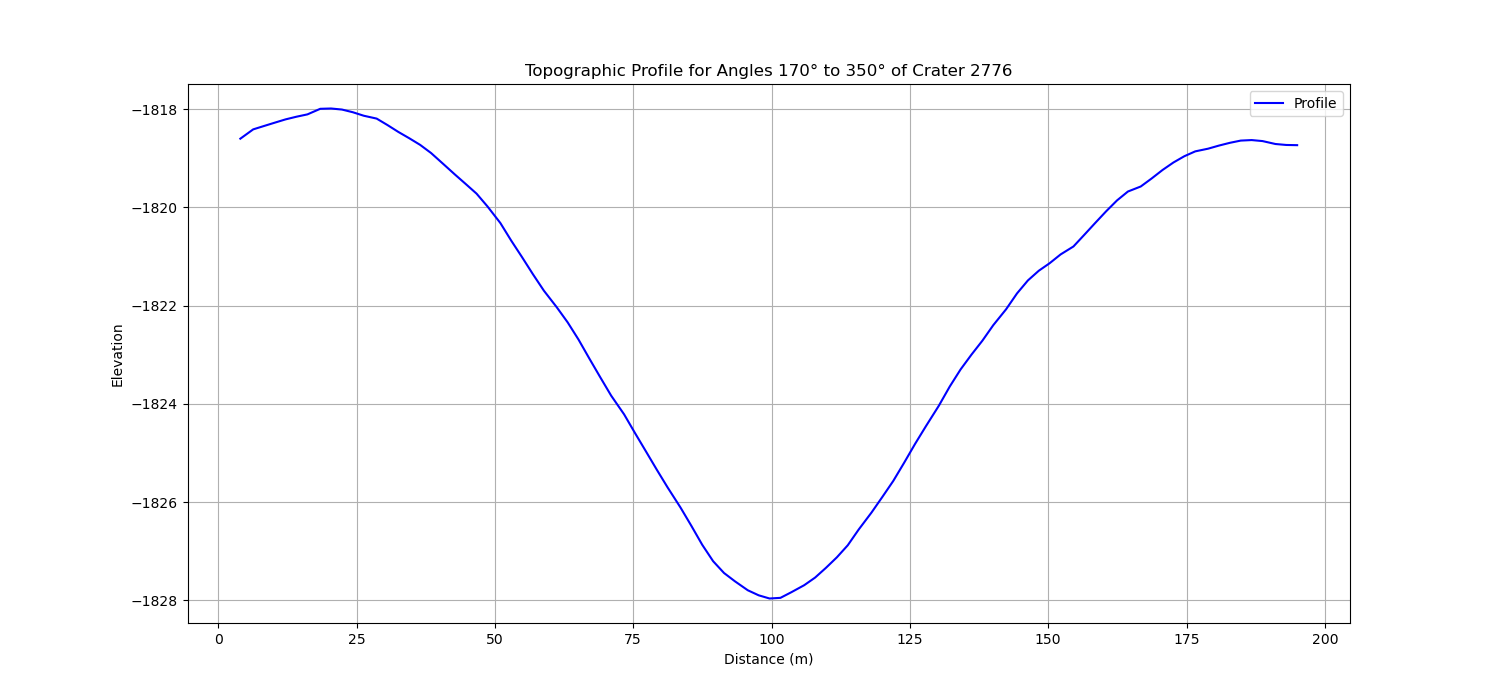 Topographic Profile for Angles 170° to 350° of Crater 2776
Profile
−1818
−1820
−1822
−1824
−1826
−1828
Elevation
0 25 50 75 100 125 150 175 200
Distance (m)